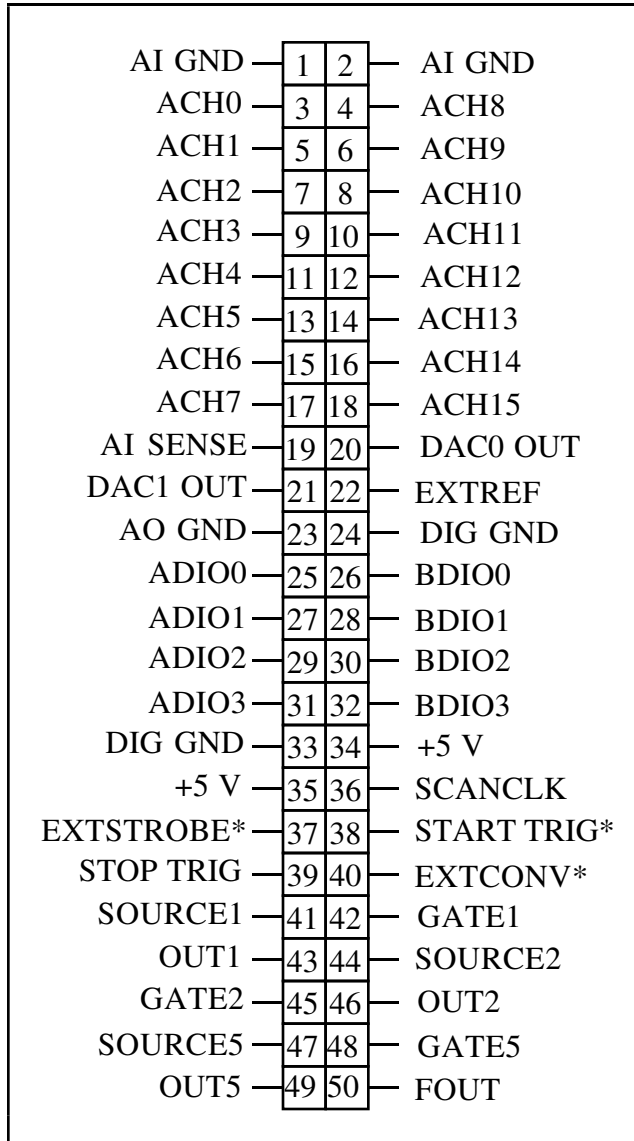 AI GND 1 2 AI GND
ACH0 3 4 ACH8
ACH1 5 6 ACH9
ACH2 7 8 ACH10
ACH3 9 10 ACH11
ACH4 11 12 ACH12
ACH5 13 14 ACH13
ACH6 15 16 ACH14
ACH7 17 18 ACH15
AI SENSE 19 20 DAC0 OUT
DAC1 OUT 21 22 EXTREF
AO GND 23 24 DIG GND
ADIO0 25 26 BDIO0
ADIO1 27 28 BDIO1
ADIO2 29 30 BDIO2
ADIO3 31 32 BDIO3
DIG GND 33 34 +5 V
+5 V 35 36 SCANCLK
EXTSTROBE* 37 38 START TRIG*
STOP TRIG 39 40 EXTCONV*
SOURCE1 41 42 GATE1
OUT1 43 44 SOURCE2
GATE2 45 46 OUT2
SOURCE5 47 48 GATE5
OUT5 49 50 FOUT